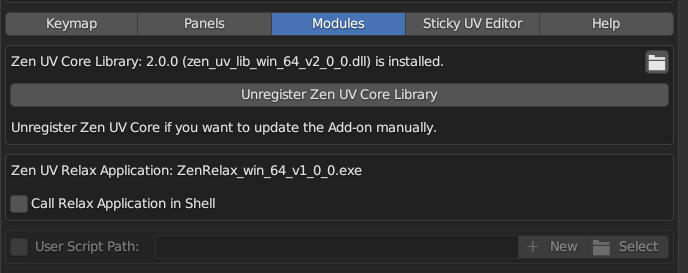 Keymap Panels Modules Sticky UV Editor Help
Zen UV Core Library: 2.0.0 (zen_uv_lib_win_64_v2_0_0.dll) is installed.
Unregister Zen UV Core Library
Unregister Zen UV Core if you want to update the Add-on manually.
Zen UV Relax Application: ZenRelax_win_64_v1_0_0.exe
Call Relax Application in Shell
User Script Path: + New Select